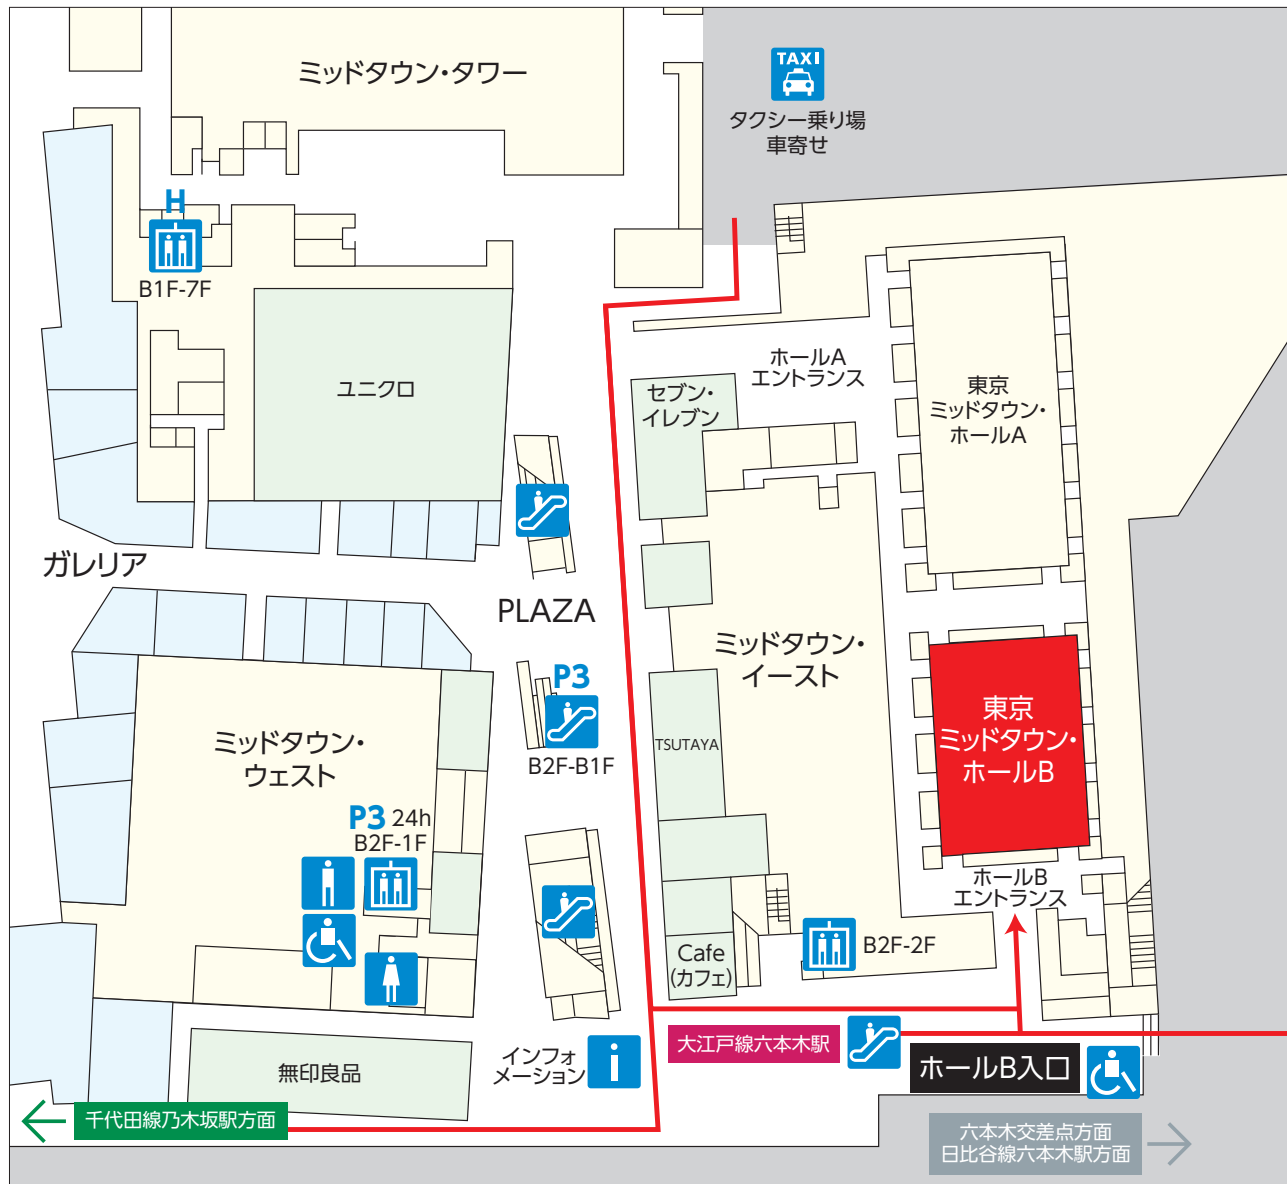 ミッドタウン・タワー
TAXI
タクシー乗り場
車寄せ
H
B1F-7F
ユニクロ
ホールA
エントランス
セブン・
イレブン
東京
ミッドタウン・
ホールA
ガレリア
PLAZA
ミッドタウン・
イースト
P3
B2F-B1F
TSUTAYA
東京
ミッドタウン・
ホールB
ミッドタウン・
ウェスト
P3 24h
B2F-1F
ホールB
エントランス
Cafe
(カフェ)
B2F-2F
大江戸線六本木駅
インフォ
メーション
i
ホールB入口
無印良品
千代田線乃木坂駅方面
六本木交差点方面
日比谷線六本木駅方面